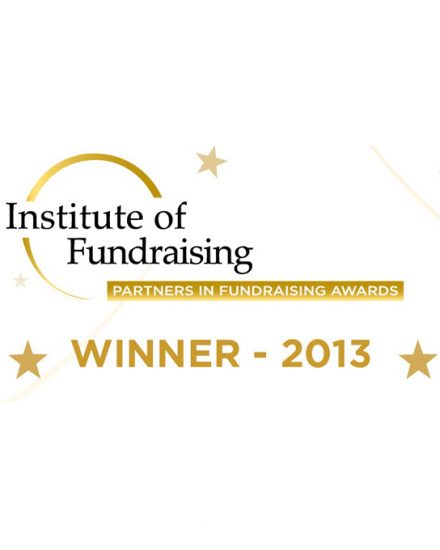 Institute of
Fundraising
PARTNERS IN FUNDRAISING AWARDS
WINNER - 2013